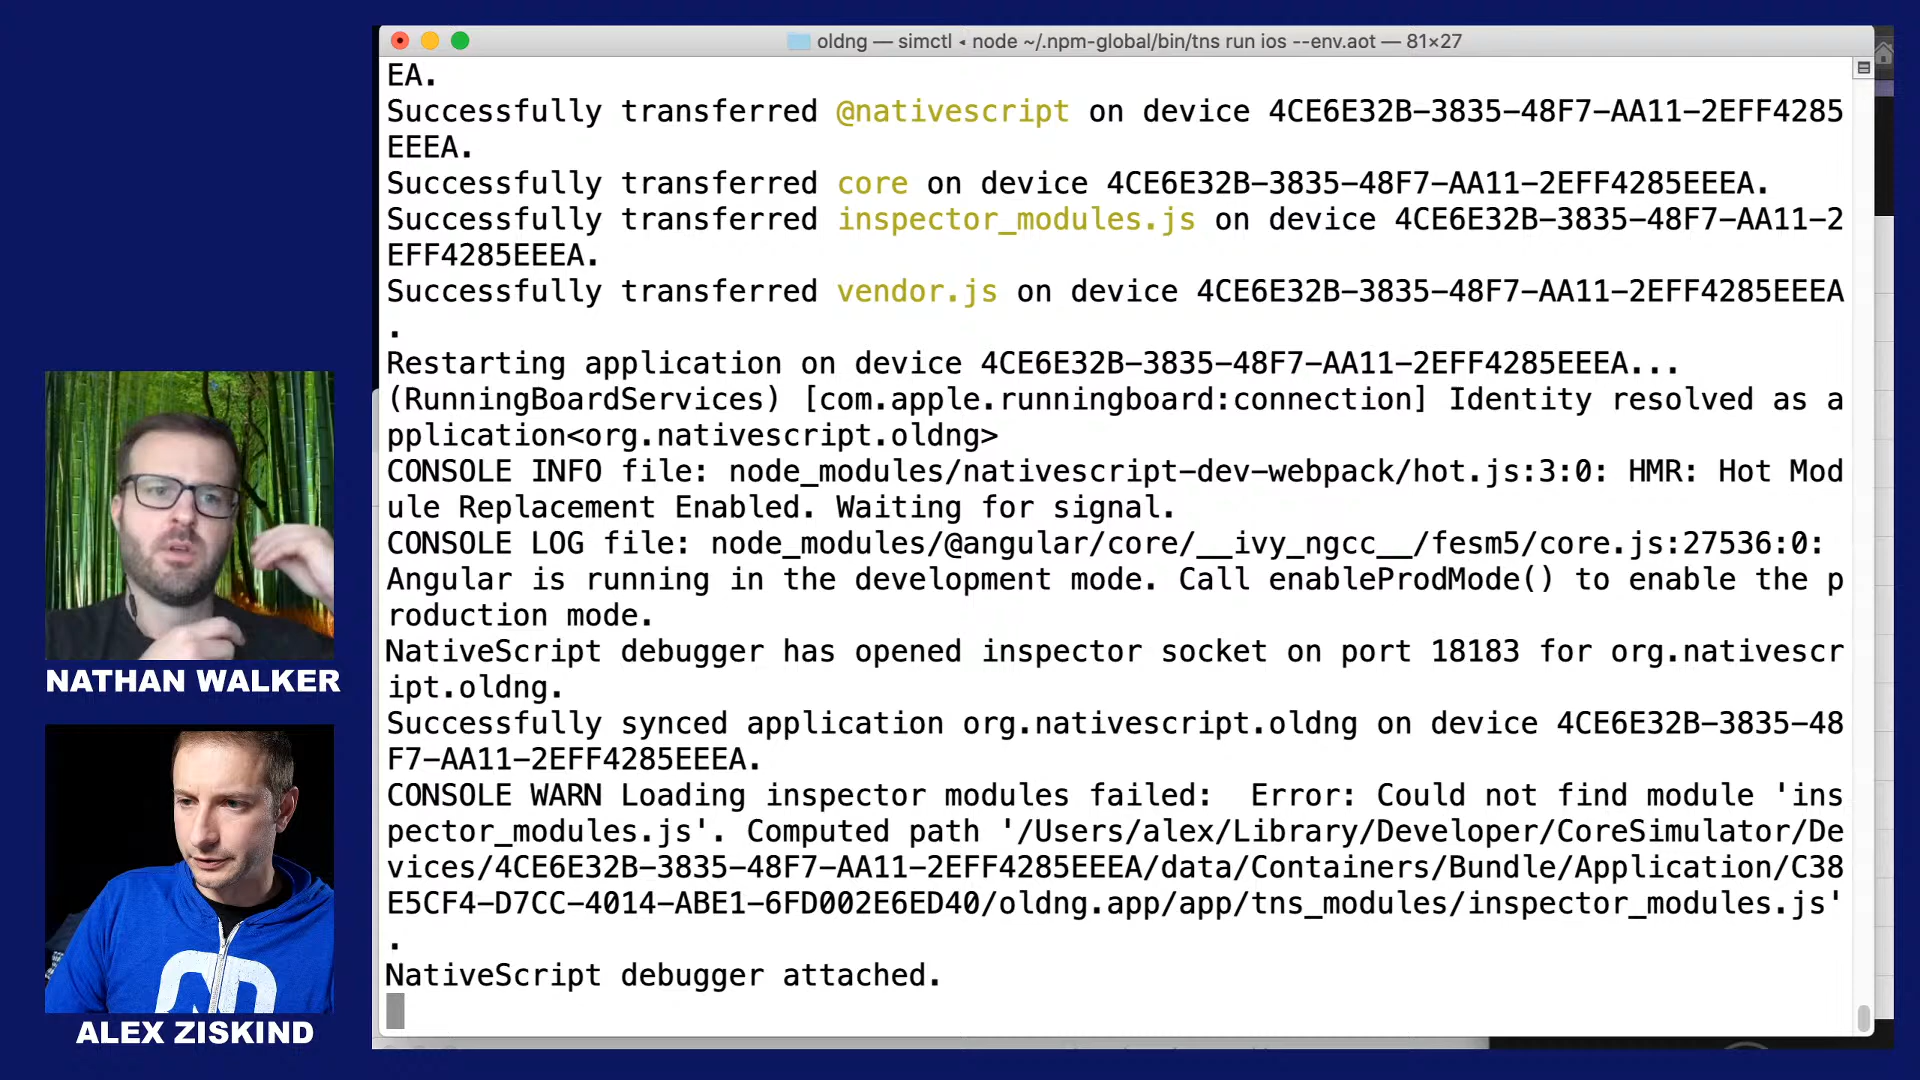 oldng — simctl ◂ node ~/.npm-global/bin/tns run ios --env.aot — 81×27
EA.
Successfully transferred @nativescript on device 4CE6E32B-3835-48F7-AA11-2EFF4285
EEEA.
Successfully transferred core on device 4CE6E32B-3835-48F7-AA11-2EFF4285EEEA.
Successfully transferred inspector_modules.js on device 4CE6E32B-3835-48F7-AA11-2
EFF4285EEEA.
Successfully transferred vendor.js on device 4CE6E32B-3835-48F7-AA11-2EFF4285EEEA
.
Restarting application on device 4CE6E32B-3835-48F7-AA11-2EFF4285EEEA...
(RunningBoardServices) [com.apple.runningboard:connection] Identity resolved as a
pplication<org.nativescript.oldng>
CONSOLE INFO file: node_modules/nativescript-dev-webpack/hot.js:3:0: HMR: Hot Mod
ule Replacement Enabled. Waiting for signal.
CONSOLE LOG file: node_modules/@angular/core/__ivy_ngcc__/fesm5/core.js:27536:0:
Angular is running in the development mode. Call enableProdMode() to enable the p
roduction mode.
NativeScript debugger has opened inspector socket on port 18183 for org.nativescr
ipt.oldng.
Successfully synced application org.nativescript.oldng on device 4CE6E32B-3835-48
F7-AA11-2EFF4285EEEA.
CONSOLE WARN Loading inspector modules failed:  Error: Could not find module 'ins
pector_modules.js'. Computed path '/Users/alex/Library/Developer/CoreSimulator/De
vices/4CE6E32B-3835-48F7-AA11-2EFF4285EEEA/data/Containers/Bundle/Application/C38
E5CF4-D7CC-4014-ABE1-6FD002E6ED40/oldng.app/app/tns_modules/inspector_modules.js'
.
NativeScript debugger attached.
NATHAN WALKER
ALEX ZISKIND